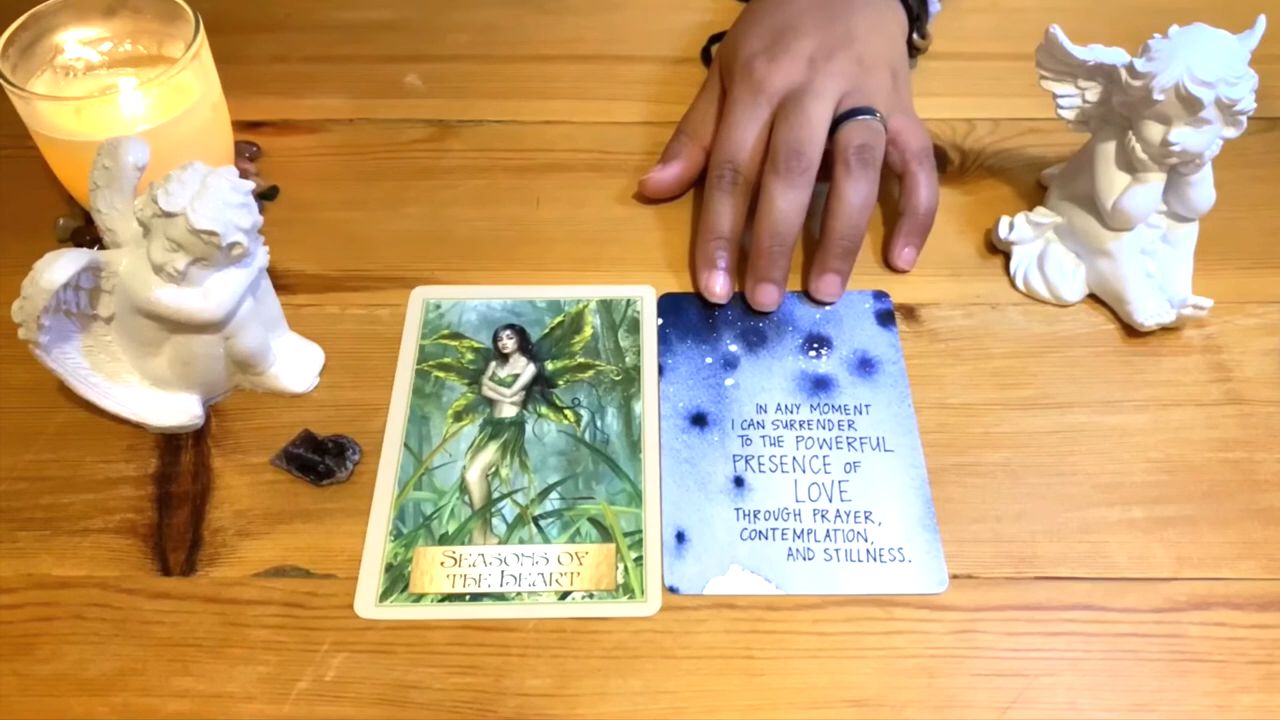 SEASONS OF
THE HEART
IN ANY MOMENT
I CAN SURRENDER
TO THE POWERFUL
PRESENCE OF
LOVE
THROUGH PRAYER,
CONTEMPLATION,
AND STILLNESS.